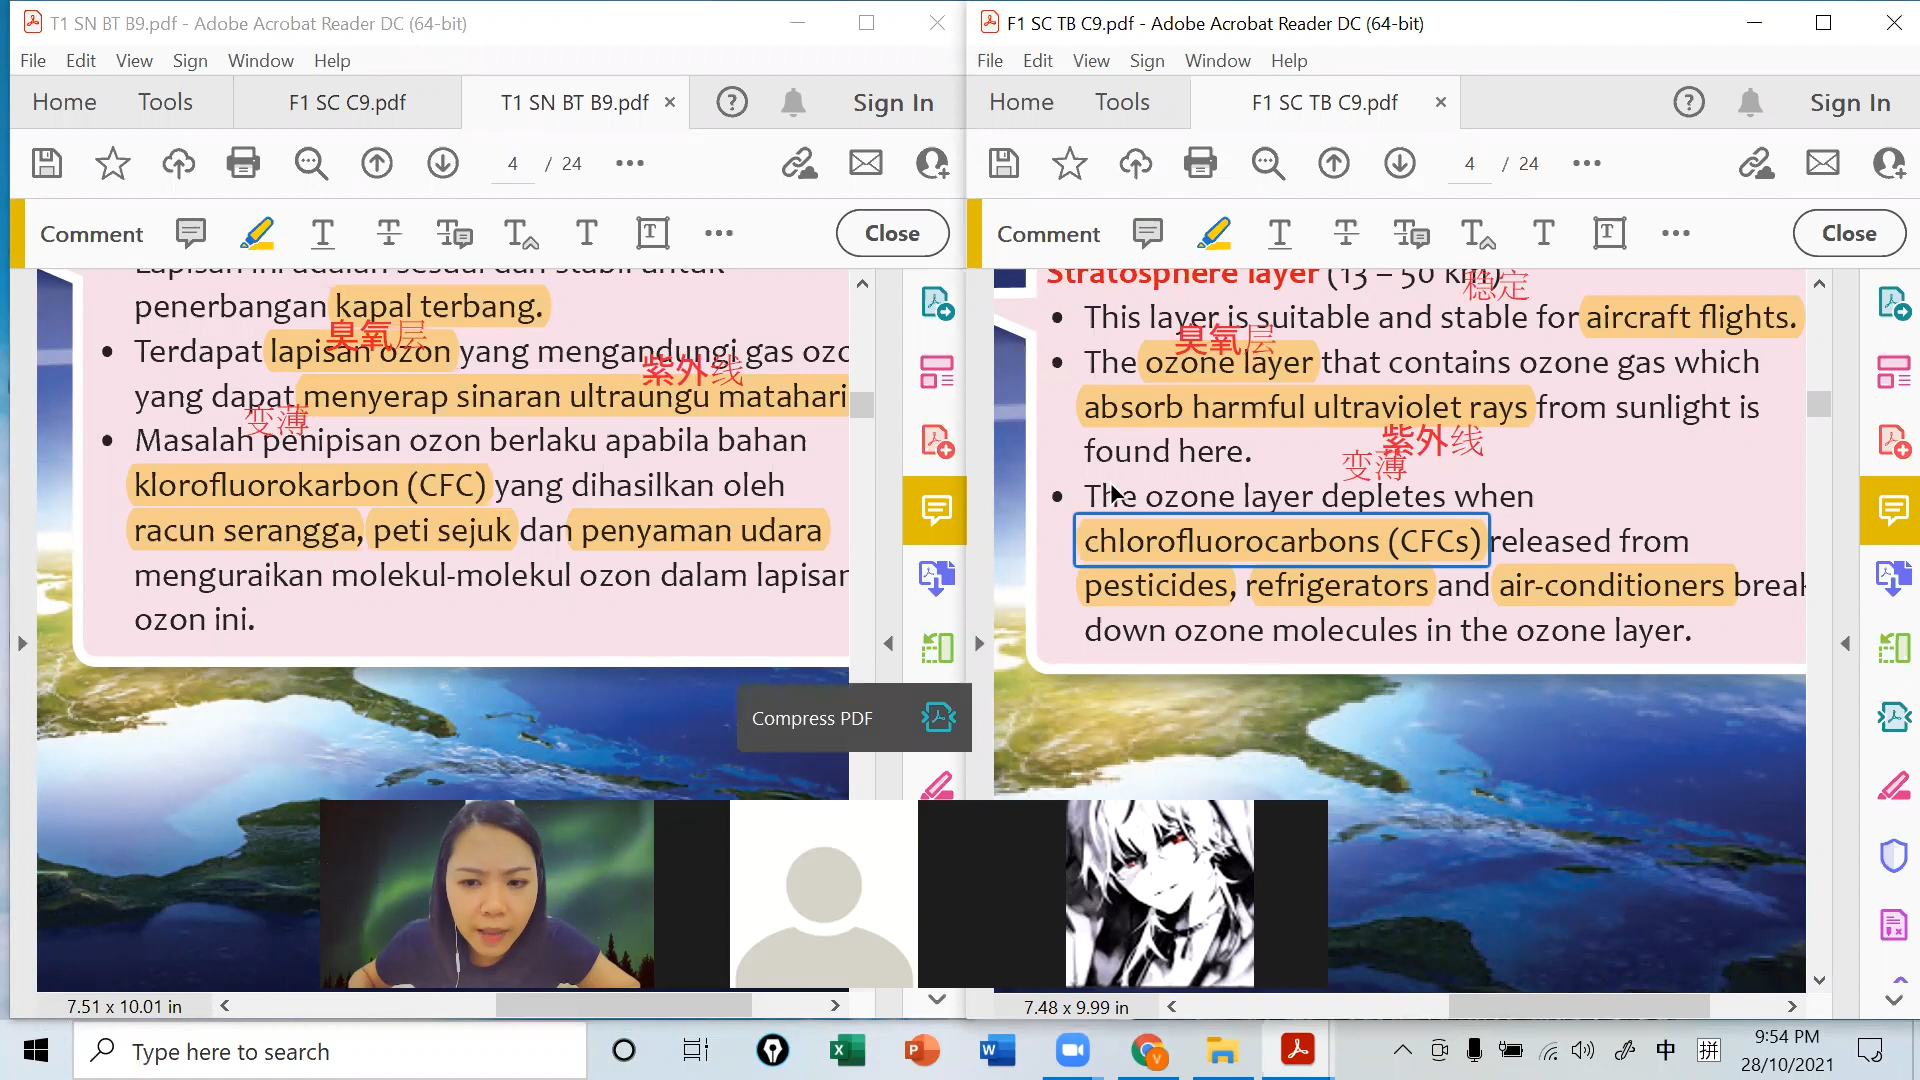 T1 SN BT B9.pdf - Adobe Acrobat Reader DC (64-bit)
File Edit View Sign Window Help
Home Tools F1 SC C9.pdf T1 SN BT B9.pdf × Sign In
4 / 24
Comment Close
Lapisan ini adalah sesuai dan stabil untuk
penerbangan kapal terbang.
臭氧层
• Terdapat lapisan ozon yang mengandungi gas ozo
紫外线
yang dapat menyerap sinaran ultraungu matahari
变薄
• Masalah penipisan ozon berlaku apabila bahan
klorofluorokarbon (CFC) yang dihasilkan oleh
racun serangga, peti sejuk dan penyaman udara
menguraikan molekul-molekul ozon dalam lapisan
ozon ini.
Compress PDF
7.51 x 10.01 in
F1 SC TB C9.pdf - Adobe Acrobat Reader DC (64-bit)
File Edit View Sign Window Help
Home Tools F1 SC TB C9.pdf × Sign In
4 / 24
Comment Close
Stratosphere layer (13 – 50 km)
稳定
• This layer is suitable and stable for aircraft flights.
臭氧层
• The ozone layer that contains ozone gas which
absorb harmful ultraviolet rays from sunlight is
紫外线
found here.
变薄
• The ozone layer depletes when
chlorofluorocarbons (CFCs) released from
pesticides, refrigerators and air-conditioners break
down ozone molecules in the ozone layer.
7.48 x 9.99 in
Type here to search
中 拼
9:54 PM
28/10/2021